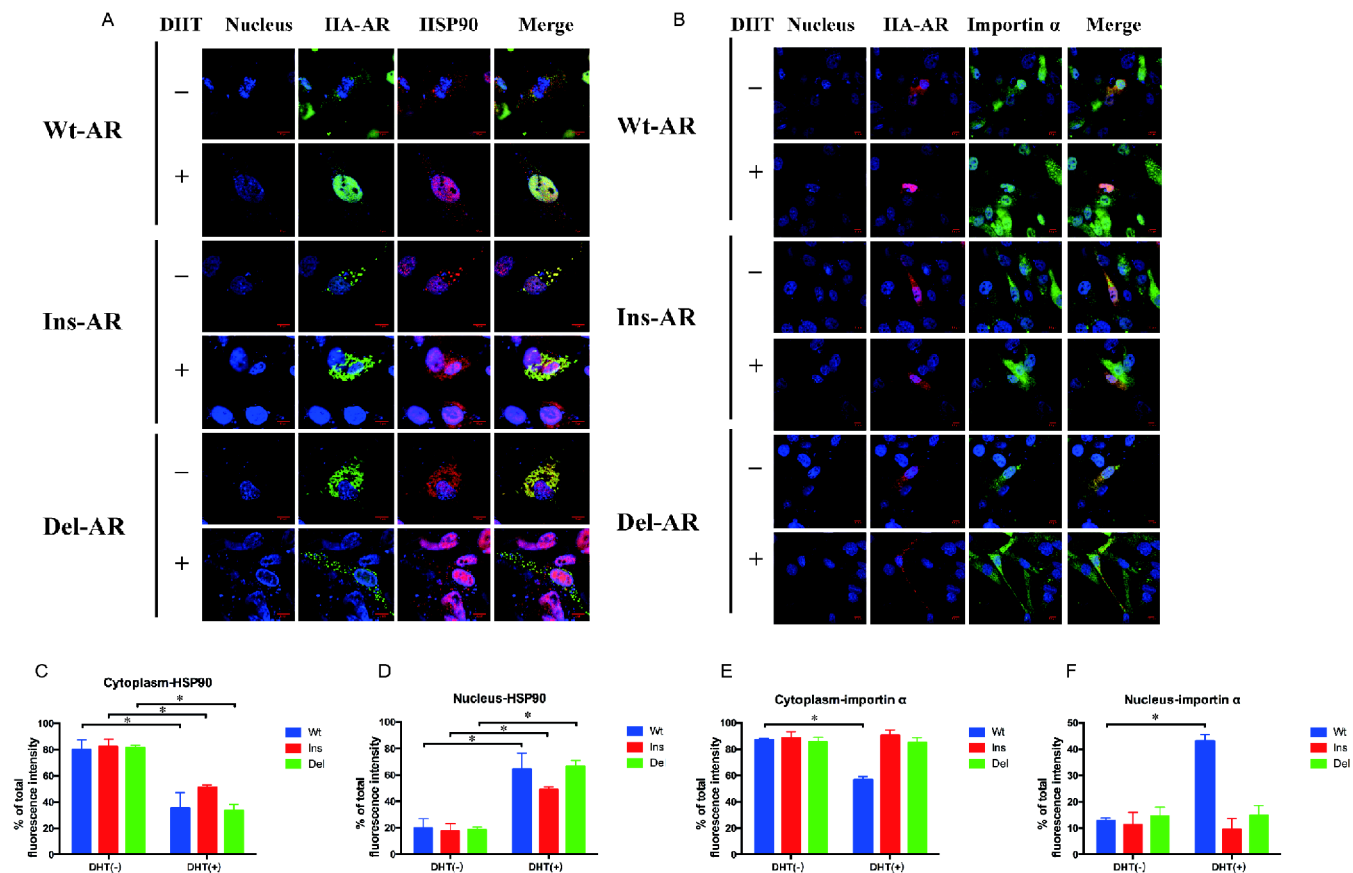 A
DHT Nucleus HA-AR HSP90 Merge
Wt-AR
−
+
Ins-AR
−
+
Del-AR
−
+
B
DHT Nucleus HA-AR Importin α Merge
Wt-AR
−
+
Ins-AR
−
+
Del-AR
−
+
C
Cytoplasm-HSP90
% of total
fluorescence intensity
100
80
60
40
20
0
*
*
*
DHT(-) DHT(+)
Wt
Ins
Del
D
Nucleus-HSP90
% of total
fluorescence intensity
100
80
60
40
20
0
*
*
*
DHT(-) DHT(+)
Wt
Ins
De
E
Cytoplasm-importin α
% of total
fluorescence intensity
100
80
60
40
20
0
*
DHT(-) DHT(+)
Wt
Ins
Del
F
Nucleus-importin α
% of total
fluorescence intensity
50
40
30
20
10
0
*
DHT(-) DHT(+)
Wt
Ins
Del